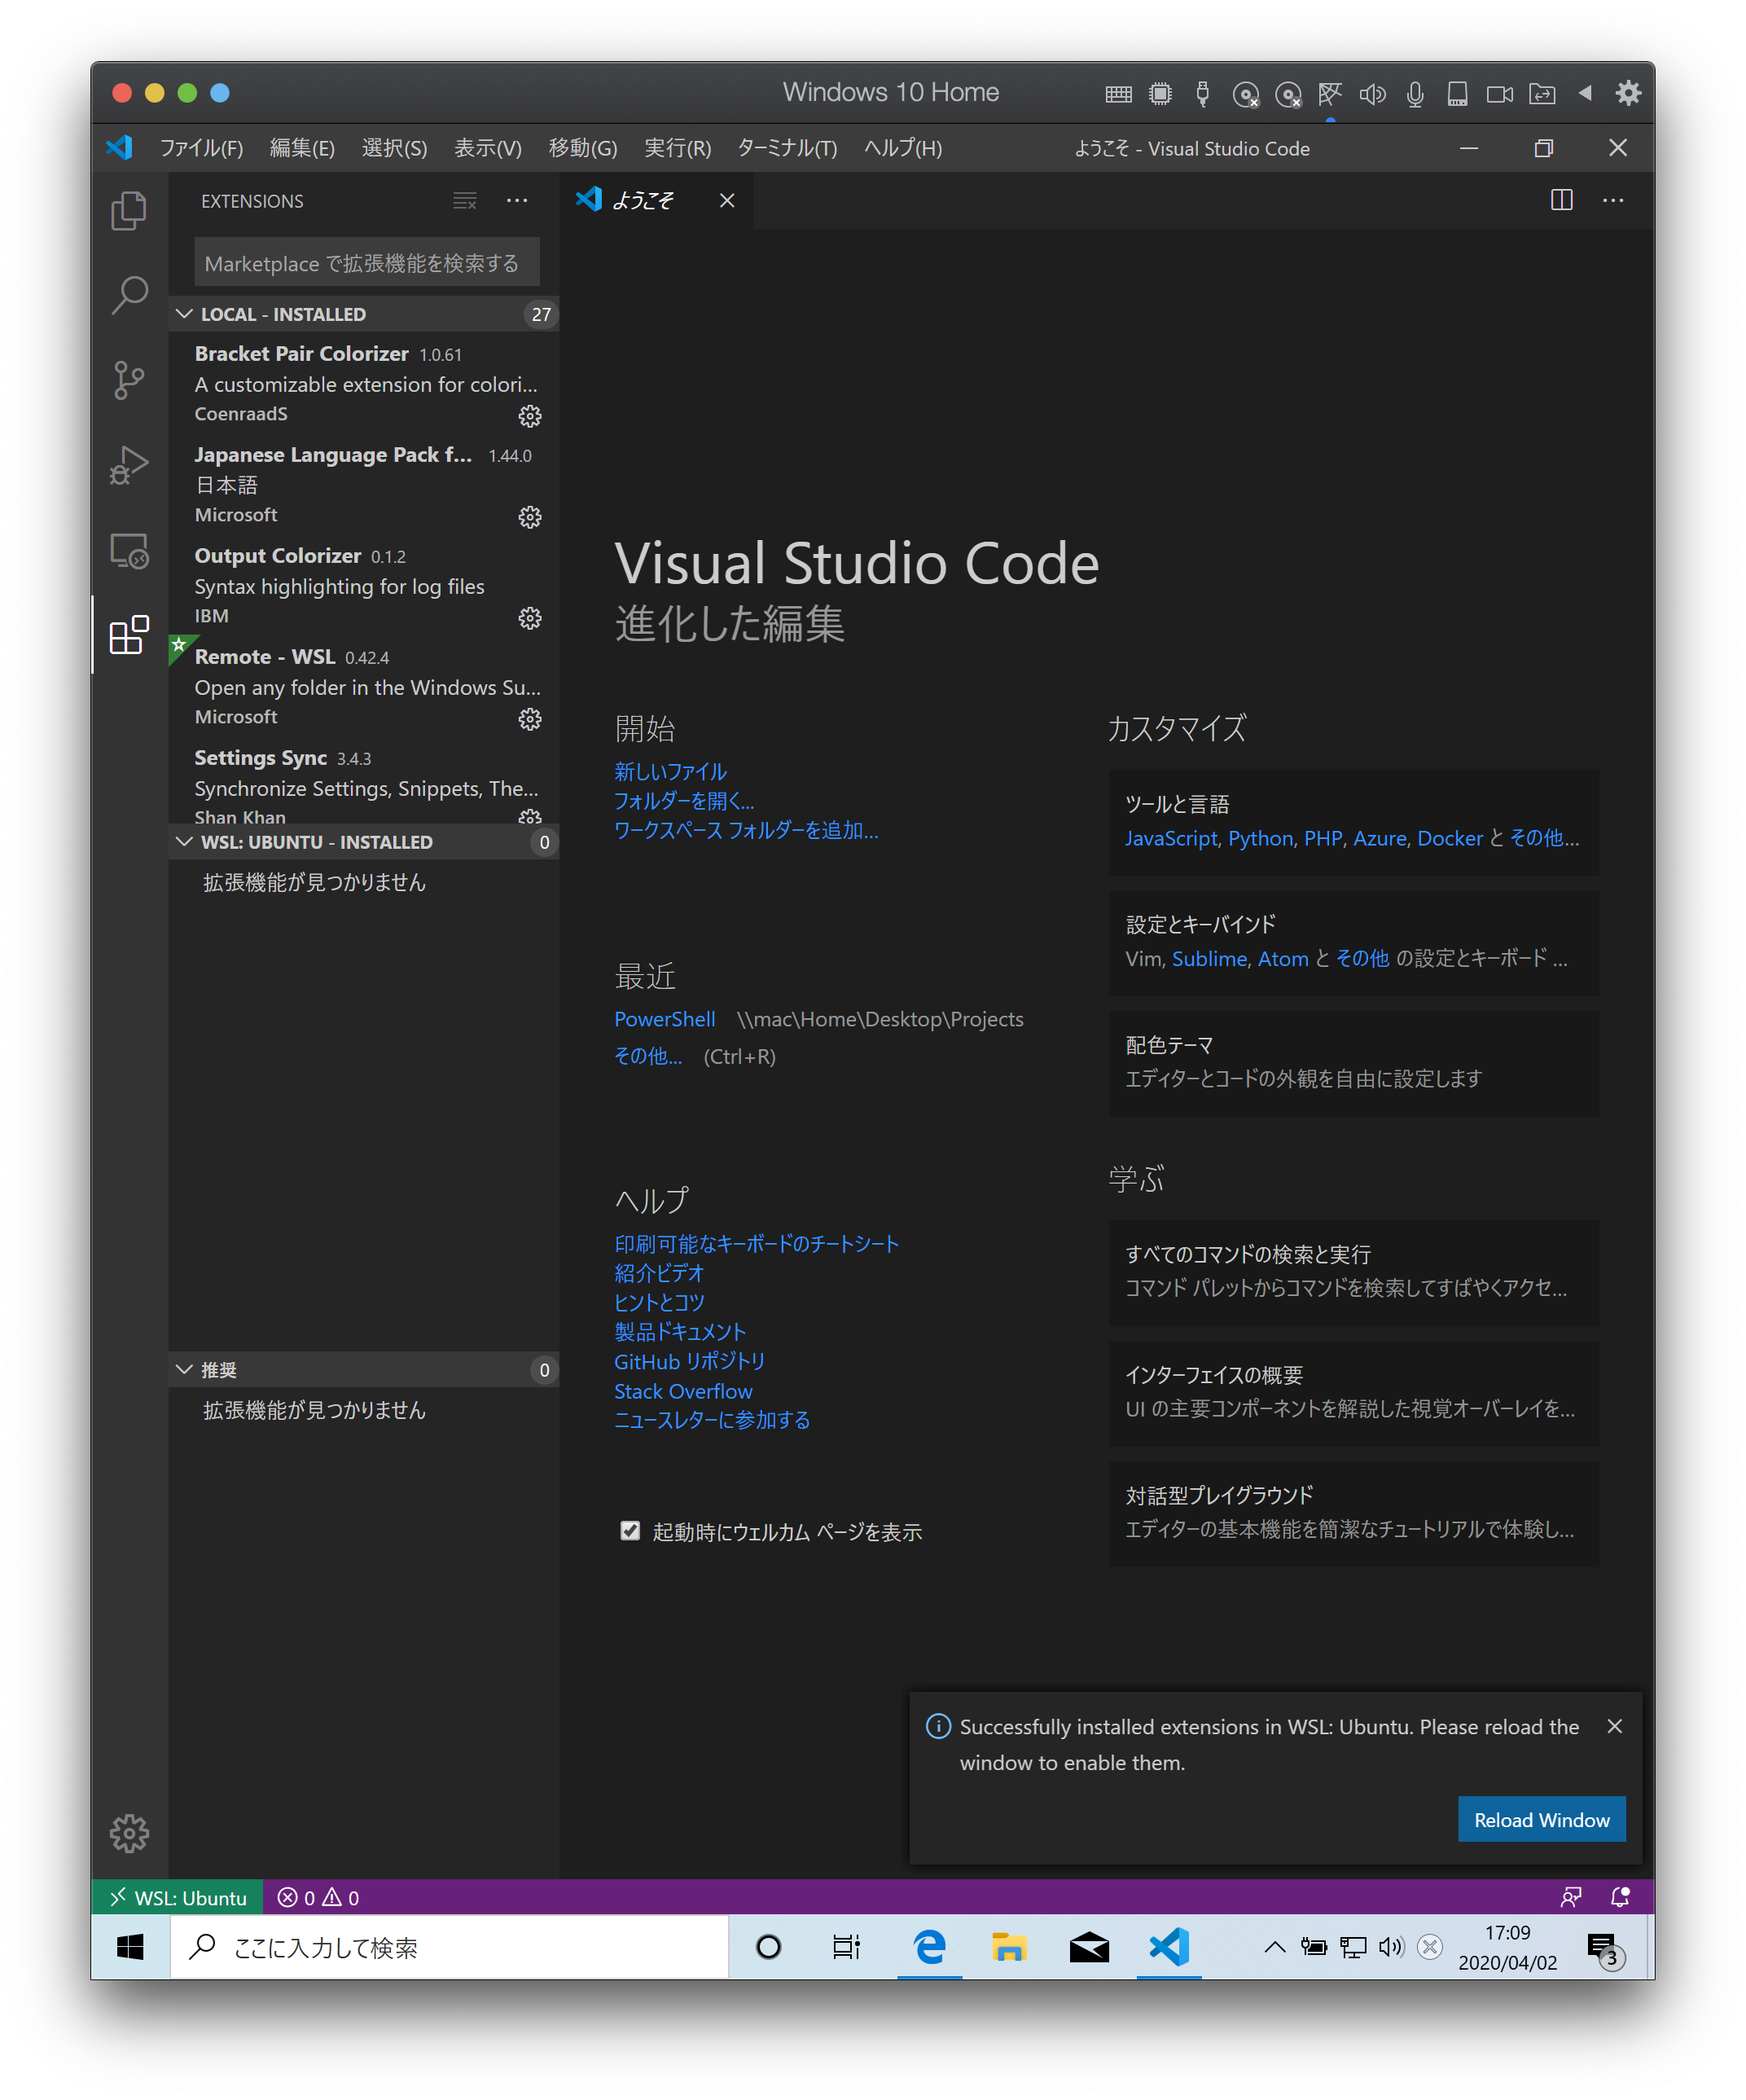 Windows 10 Home
ファイル(F) 編集(E) 選択(S) 表示(V) 移動(G) 実行(R) ターミナル(T) ヘルプ(H) ようこそ - Visual Studio Code
EXTENSIONS
ようこそ
Marketplace で拡張機能を検索する
LOCAL - INSTALLED 27
Bracket Pair Colorizer 1.0.61
A customizable extension for colori...
CoenraadS
Japanese Language Pack f... 1.44.0
日本語
Microsoft
Output Colorizer 0.1.2
Syntax highlighting for log files
IBM
Remote - WSL 0.42.4
Open any folder in the Windows Su...
Microsoft
Settings Sync 3.4.3
Synchronize Settings, Snippets, The...
Shan Khan
WSL: UBUNTU - INSTALLED 0
拡張機能が見つかりません
推奨 0
拡張機能が見つかりません
Visual Studio Code
進化した編集
開始
新しいファイル
フォルダーを開く...
ワークスペース フォルダーを追加...
最近
PowerShell \\mac\Home\Desktop\Projects
その他... (Ctrl+R)
ヘルプ
印刷可能なキーボードのチートシート
紹介ビデオ
ヒントとコツ
製品ドキュメント
GitHub リポジトリ
Stack Overflow
ニュースレターに参加する
起動時にウェルカム ページを表示
カスタマイズ
ツールと言語
JavaScript, Python, PHP, Azure, Docker と その他...
設定とキーバインド
Vim, Sublime, Atom と その他 の設定とキーボード ...
配色テーマ
エディターとコードの外観を自由に設定します
学ぶ
すべてのコマンドの検索と実行
コマンド パレットからコマンドを検索してすばやくアクセ...
インターフェイスの概要
UI の主要コンポーネントを解説した視覚オーバーレイを...
対話型プレイグラウンド
エディターの基本機能を簡潔なチュートリアルで体験し...
Successfully installed extensions in WSL: Ubuntu. Please reload the
window to enable them.
Reload Window
WSL: Ubuntu 0 0
ここに入力して検索
17:09
2020/04/02
3